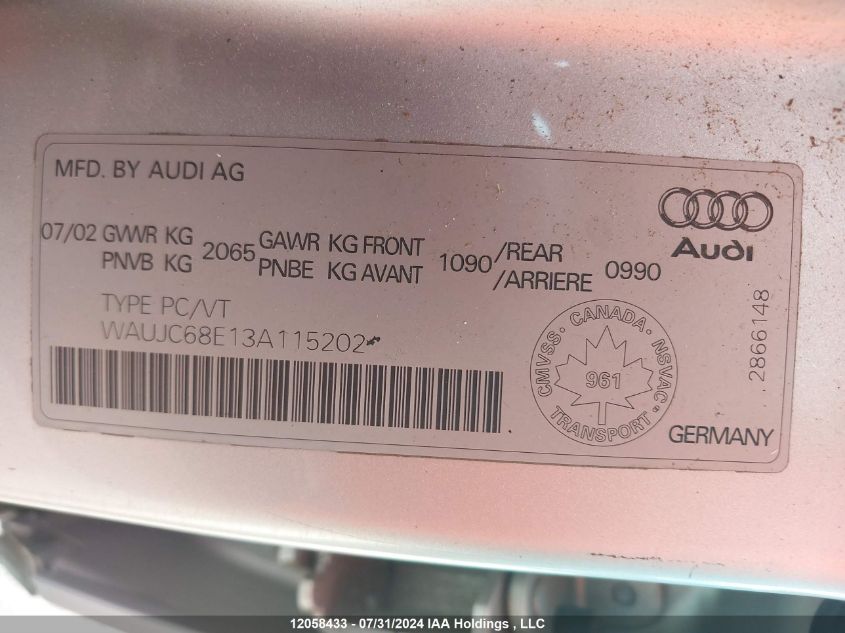 MFD. BY AUDI AG
07/02 GVWR KG 2065 GAWR KG FRONT 1090 /REAR 0990
PNVB KG PNBE KG AVANT /ARRIERE
Audi
TYPE PC/VT
WAUJC68E13A115202*
2866148
CMVSS · CANADA · NSVAC · TRANSPORT
961
GERMANY
12058433 - 07/31/2024 IAA Holdings , LLC